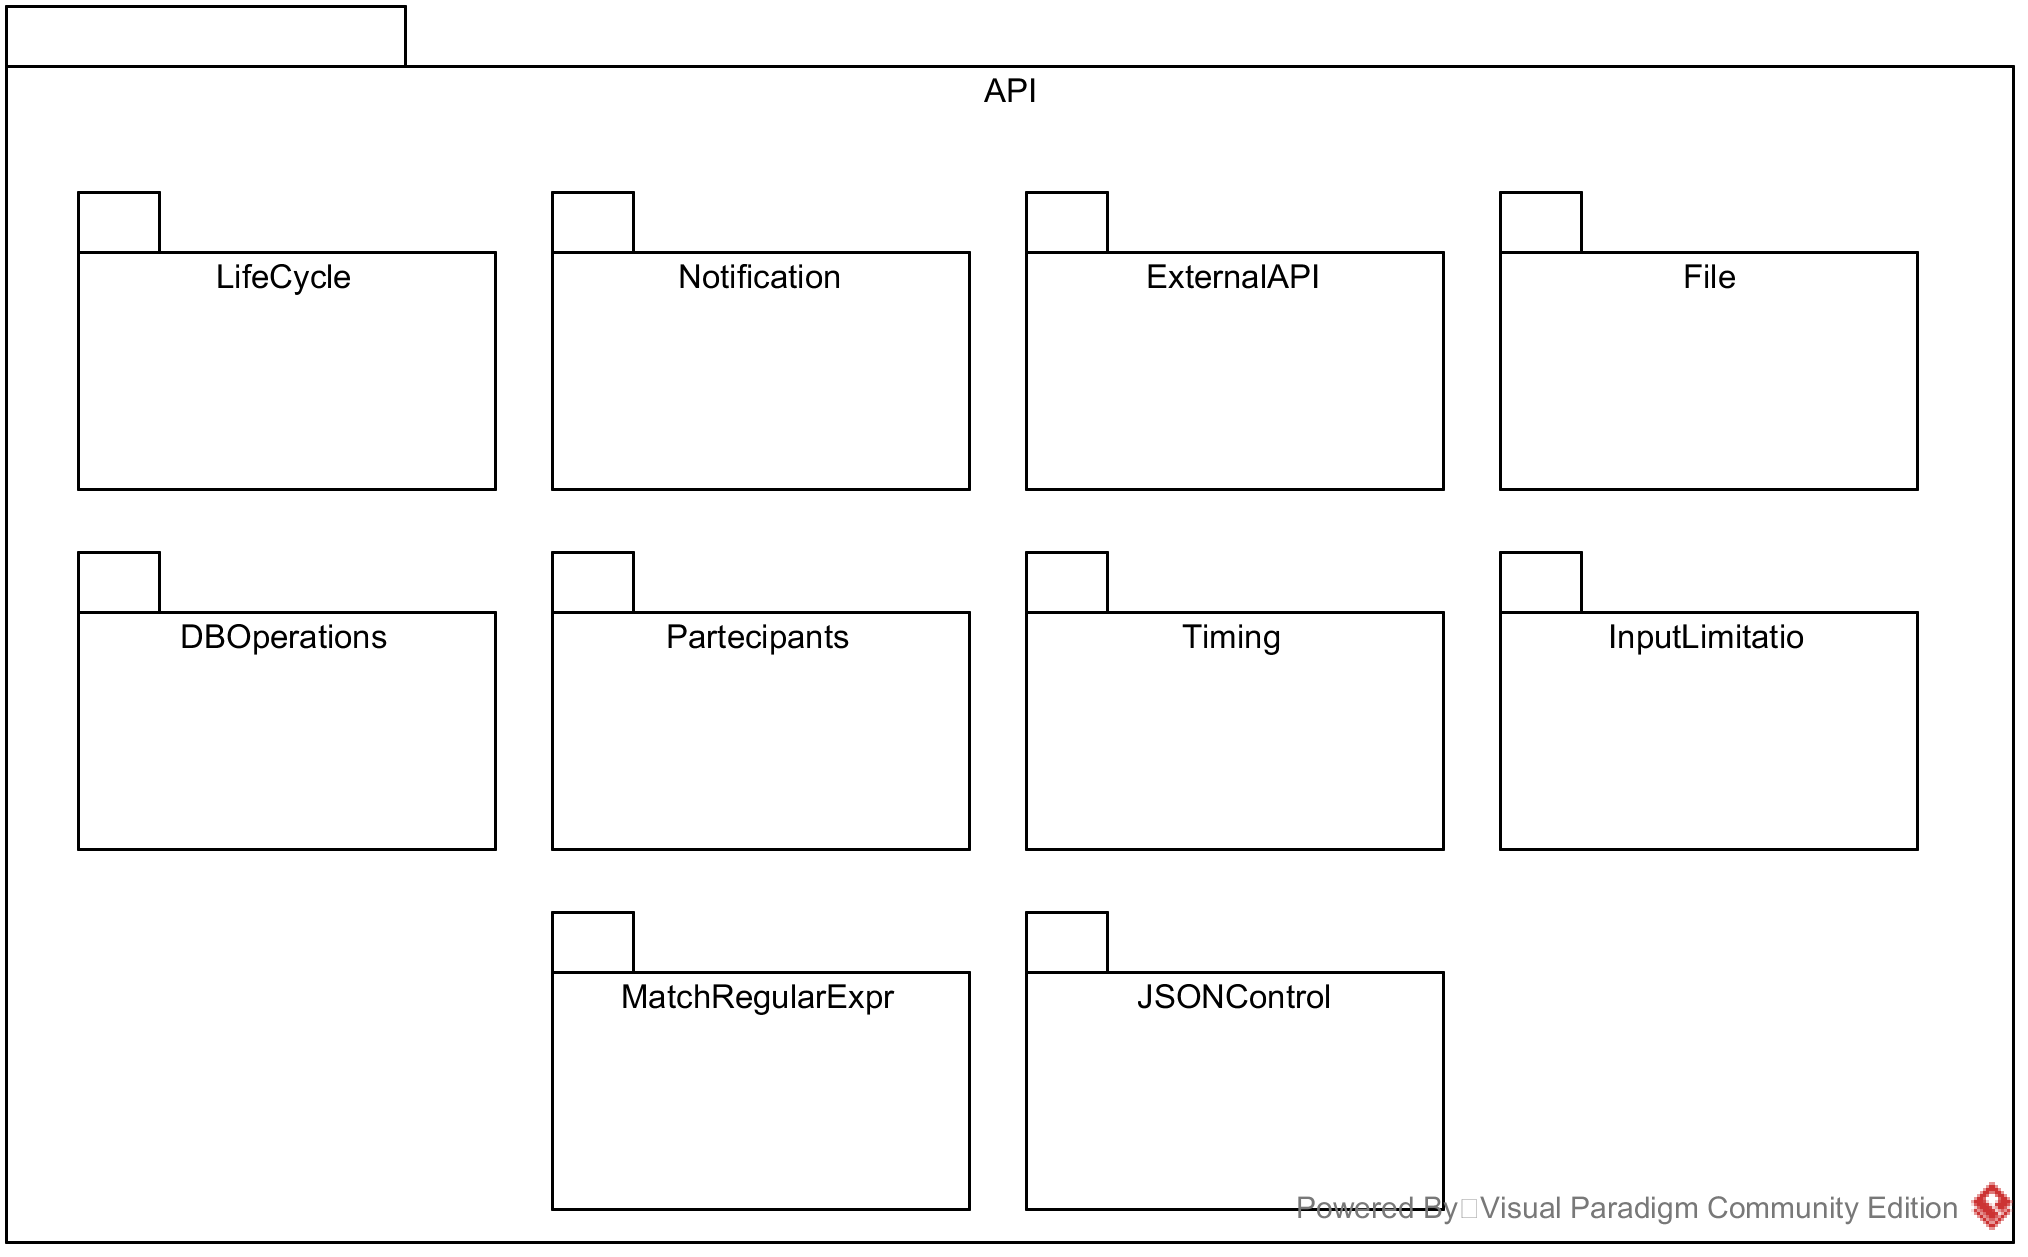 API
LifeCycle
Notification
ExternalAPI
File
DBOperations
Partecipants
Timing
InputLimitatio
MatchRegularExpr
JSONControl
Powered By Visual Paradigm Community Edition